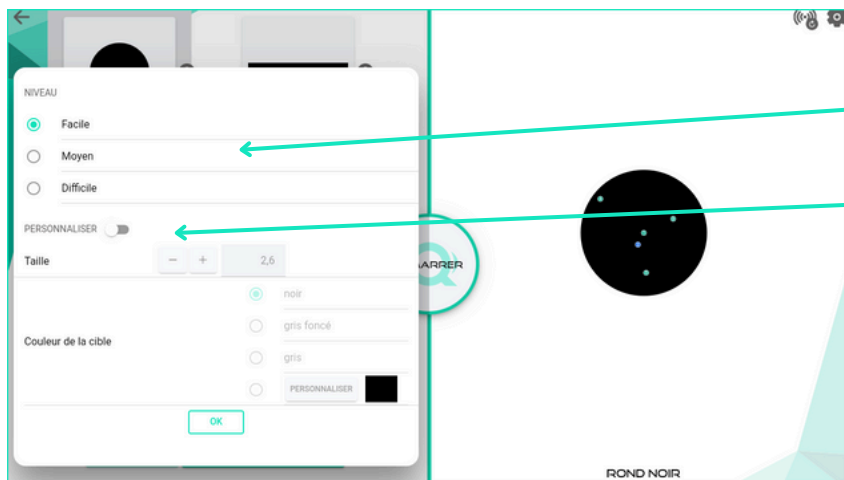 NIVEAU
Facile
Moyen
Difficile
PERSONNALISER
Taille
− + 2,6
noir
gris foncé
Couleur de la cible
gris
PERSONNALISER
OK
ARRER
ROND NOIR